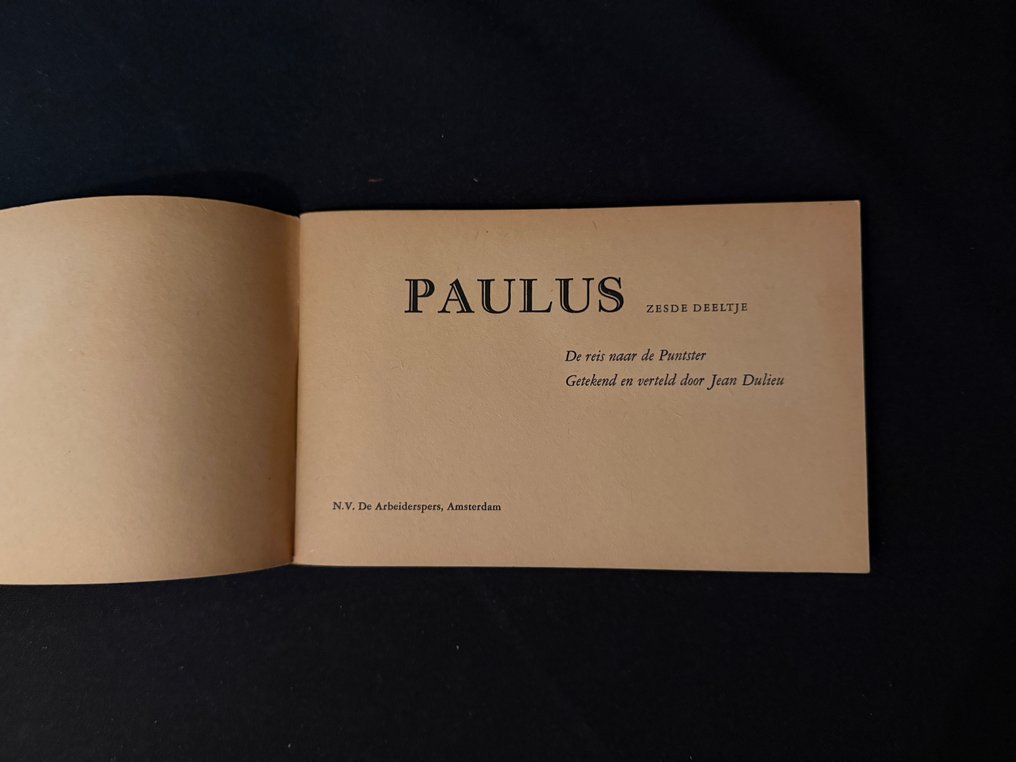 PAULUS ZESDE DEELTJE
De reis naar de Puntster
Getekend en verteld door Jean Dulieu
N.V. De Arbeiderspers, Amsterdam